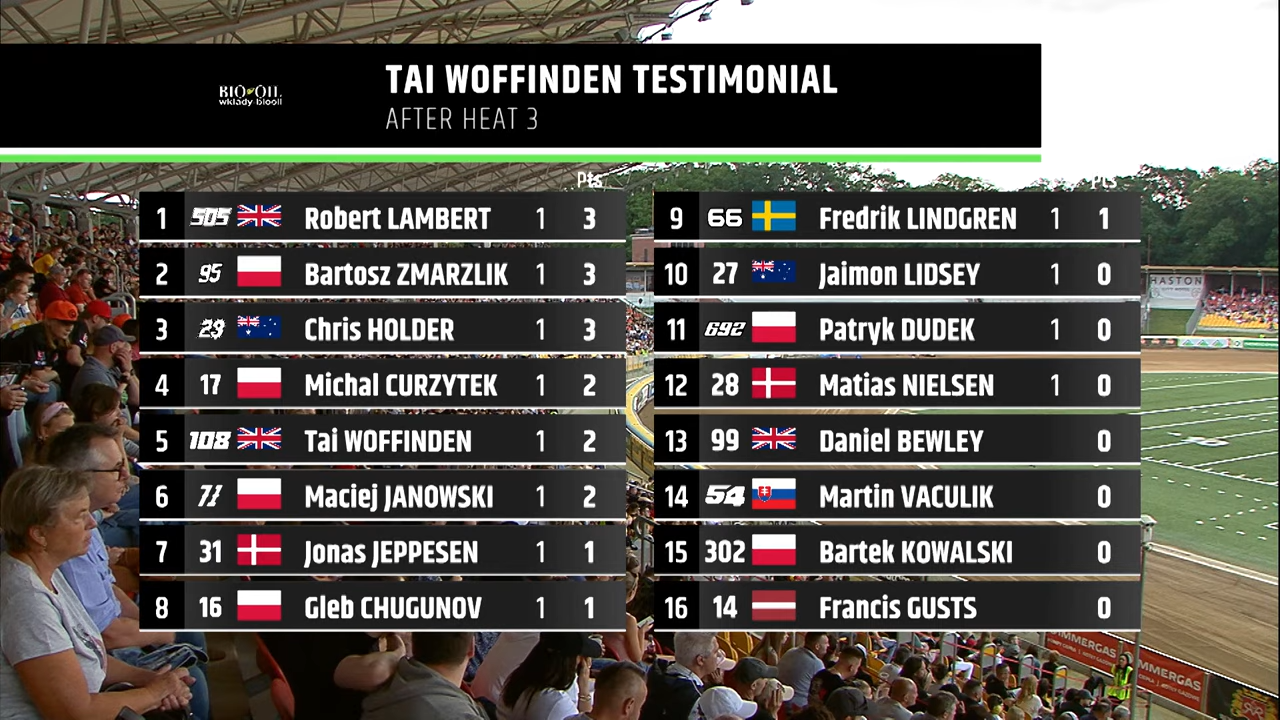 BIO OIL
wkłady-biooil
TAI WOFFINDEN TESTIMONIAL
AFTER HEAT 3
Pts
1 505 Robert LAMBERT 1 3
2 95 Bartosz ZMARZLIK 1 3
3 29 Chris HOLDER 1 3
4 17 Michal CURZYTEK 1 2
5 108 Tai WOFFINDEN 1 2
6 71 Maciej JANOWSKI 1 2
7 31 Jonas JEPPESEN 1 1
8 16 Gleb CHUGUNOV 1 1
Pts
9 66 Fredrik LINDGREN 1 1
10 27 Jaimon LIDSEY 1 0
11 692 Patryk DUDEK 1 0
12 28 Matias NIELSEN 1 0
13 99 Daniel BEWLEY 0
14 54 Martin VACULIK 0
15 302 Bartek KOWALSKI 0
16 14 Francis GUSTS 0
HASTON
IMMERGAS
IMMERGAS